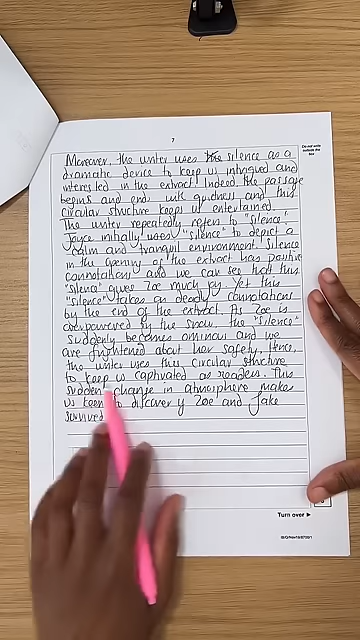 7
Do not write
outside the
box
Moreover, the writer uses the silence as a
dramatic device to keep us intrigued and
interested in the extract. Indeed, the passage
begins and ends with quietness and this
circular structure keeps us entertained.
The writer repeatedly refer to "silence".
Joyce initially uses "silence" to depict a
calm and tranquil environment. Silence
in the opening of the extract has positive
connotations and we can see how this
"silence" gives Zoe much joy. Yet this
"silence" takes on deadly connotations
by the end of the extract. As Zoe is
overpowered by the snow, the "silence"
suddenly becomes ominous and we
are frightened about her safety. Hence,
the writer uses this circular structure
to keep us captivated as readers. This
sudden change in atmosphere makes
us keen to discover if Zoe and Jake
survived
Turn over ►
IB/G/Nov18/8700/1